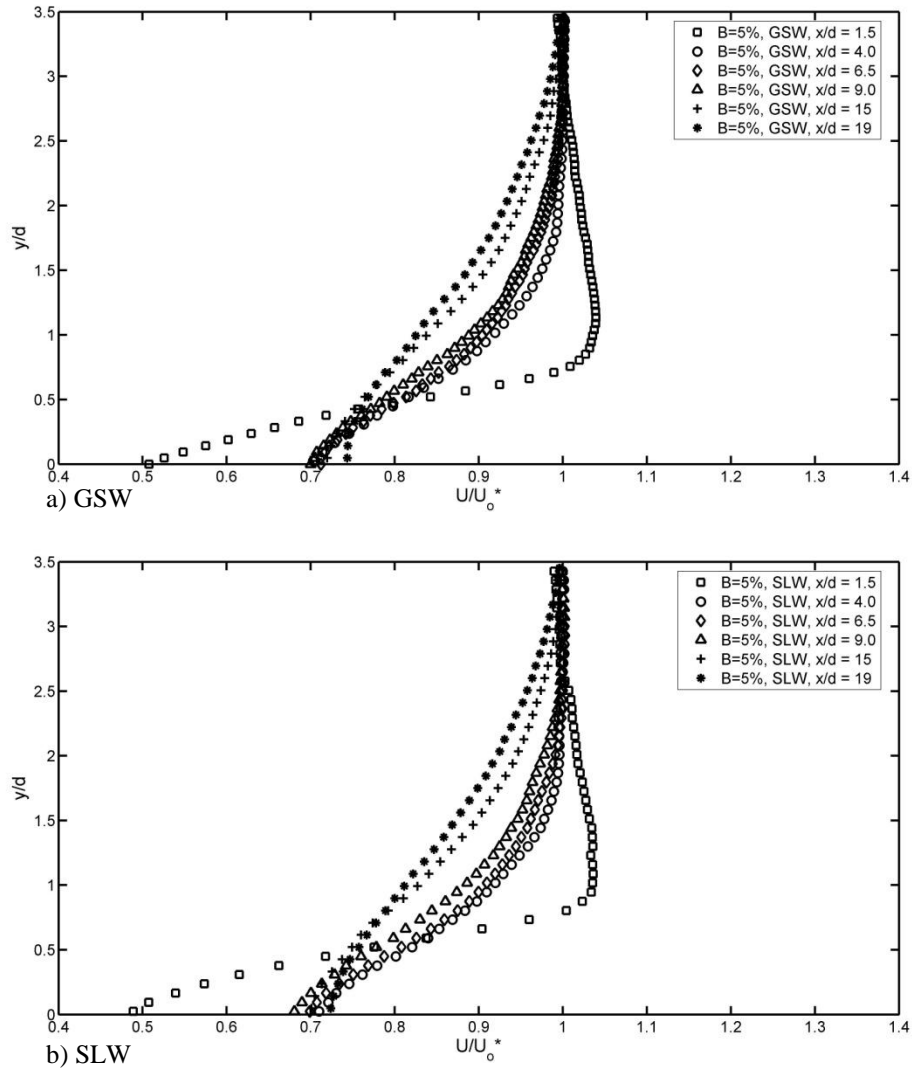 3.5
3
2.5
2
1.5
1
0.5
0
y/d
0.4 0.5 0.6 0.7 0.8 0.9 1 1.1 1.2 1.3 1.4
U/U_o*
B=5%, GSW, x/d = 1.5
B=5%, GSW, x/d = 4.0
B=5%, GSW, x/d = 6.5
B=5%, GSW, x/d = 9.0
B=5%, GSW, x/d = 15
B=5%, GSW, x/d = 19
a) GSW
3.5
3
2.5
2
1.5
1
0.5
0
y/d
0.4 0.5 0.6 0.7 0.8 0.9 1 1.1 1.2 1.3 1.4
U/U_o*
B=5%, SLW, x/d = 1.5
B=5%, SLW, x/d = 4.0
B=5%, SLW, x/d = 6.5
B=5%, SLW, x/d = 9.0
B=5%, SLW, x/d = 15
B=5%, SLW, x/d = 19
b) SLW